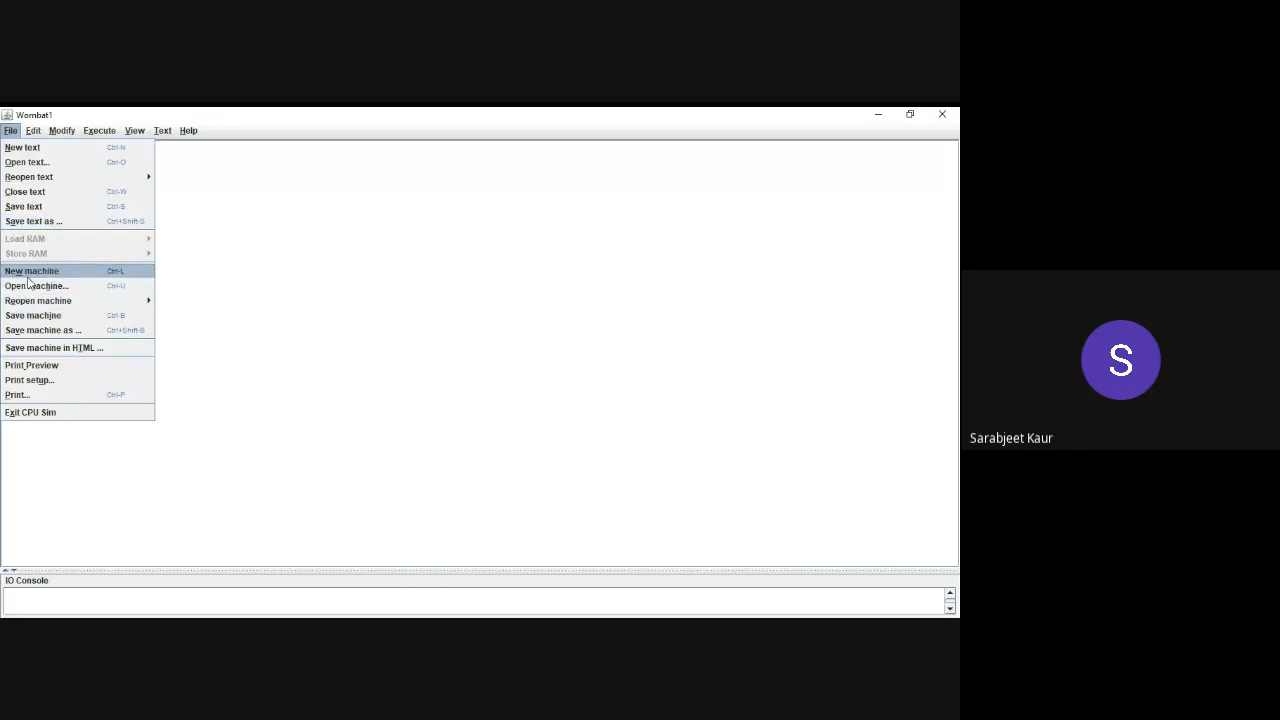 Wombat1
File Edit Modify Execute View Text Help
New text Ctrl-N
Open text... Ctrl-O
Reopen text
Close text Ctrl-W
Save text Ctrl-S
Save text as ... Ctrl+Shift-S
Load RAM
Store RAM
New machine Ctrl-L
Open machine... Ctrl-U
Reopen machine
Save machine Ctrl-B
Save machine as ... Ctrl+Shift-B
Save machine in HTML ...
Print Preview
Print setup...
Print... Ctrl-P
Exit CPU Sim
IO Console
S
Sarabjeet Kaur